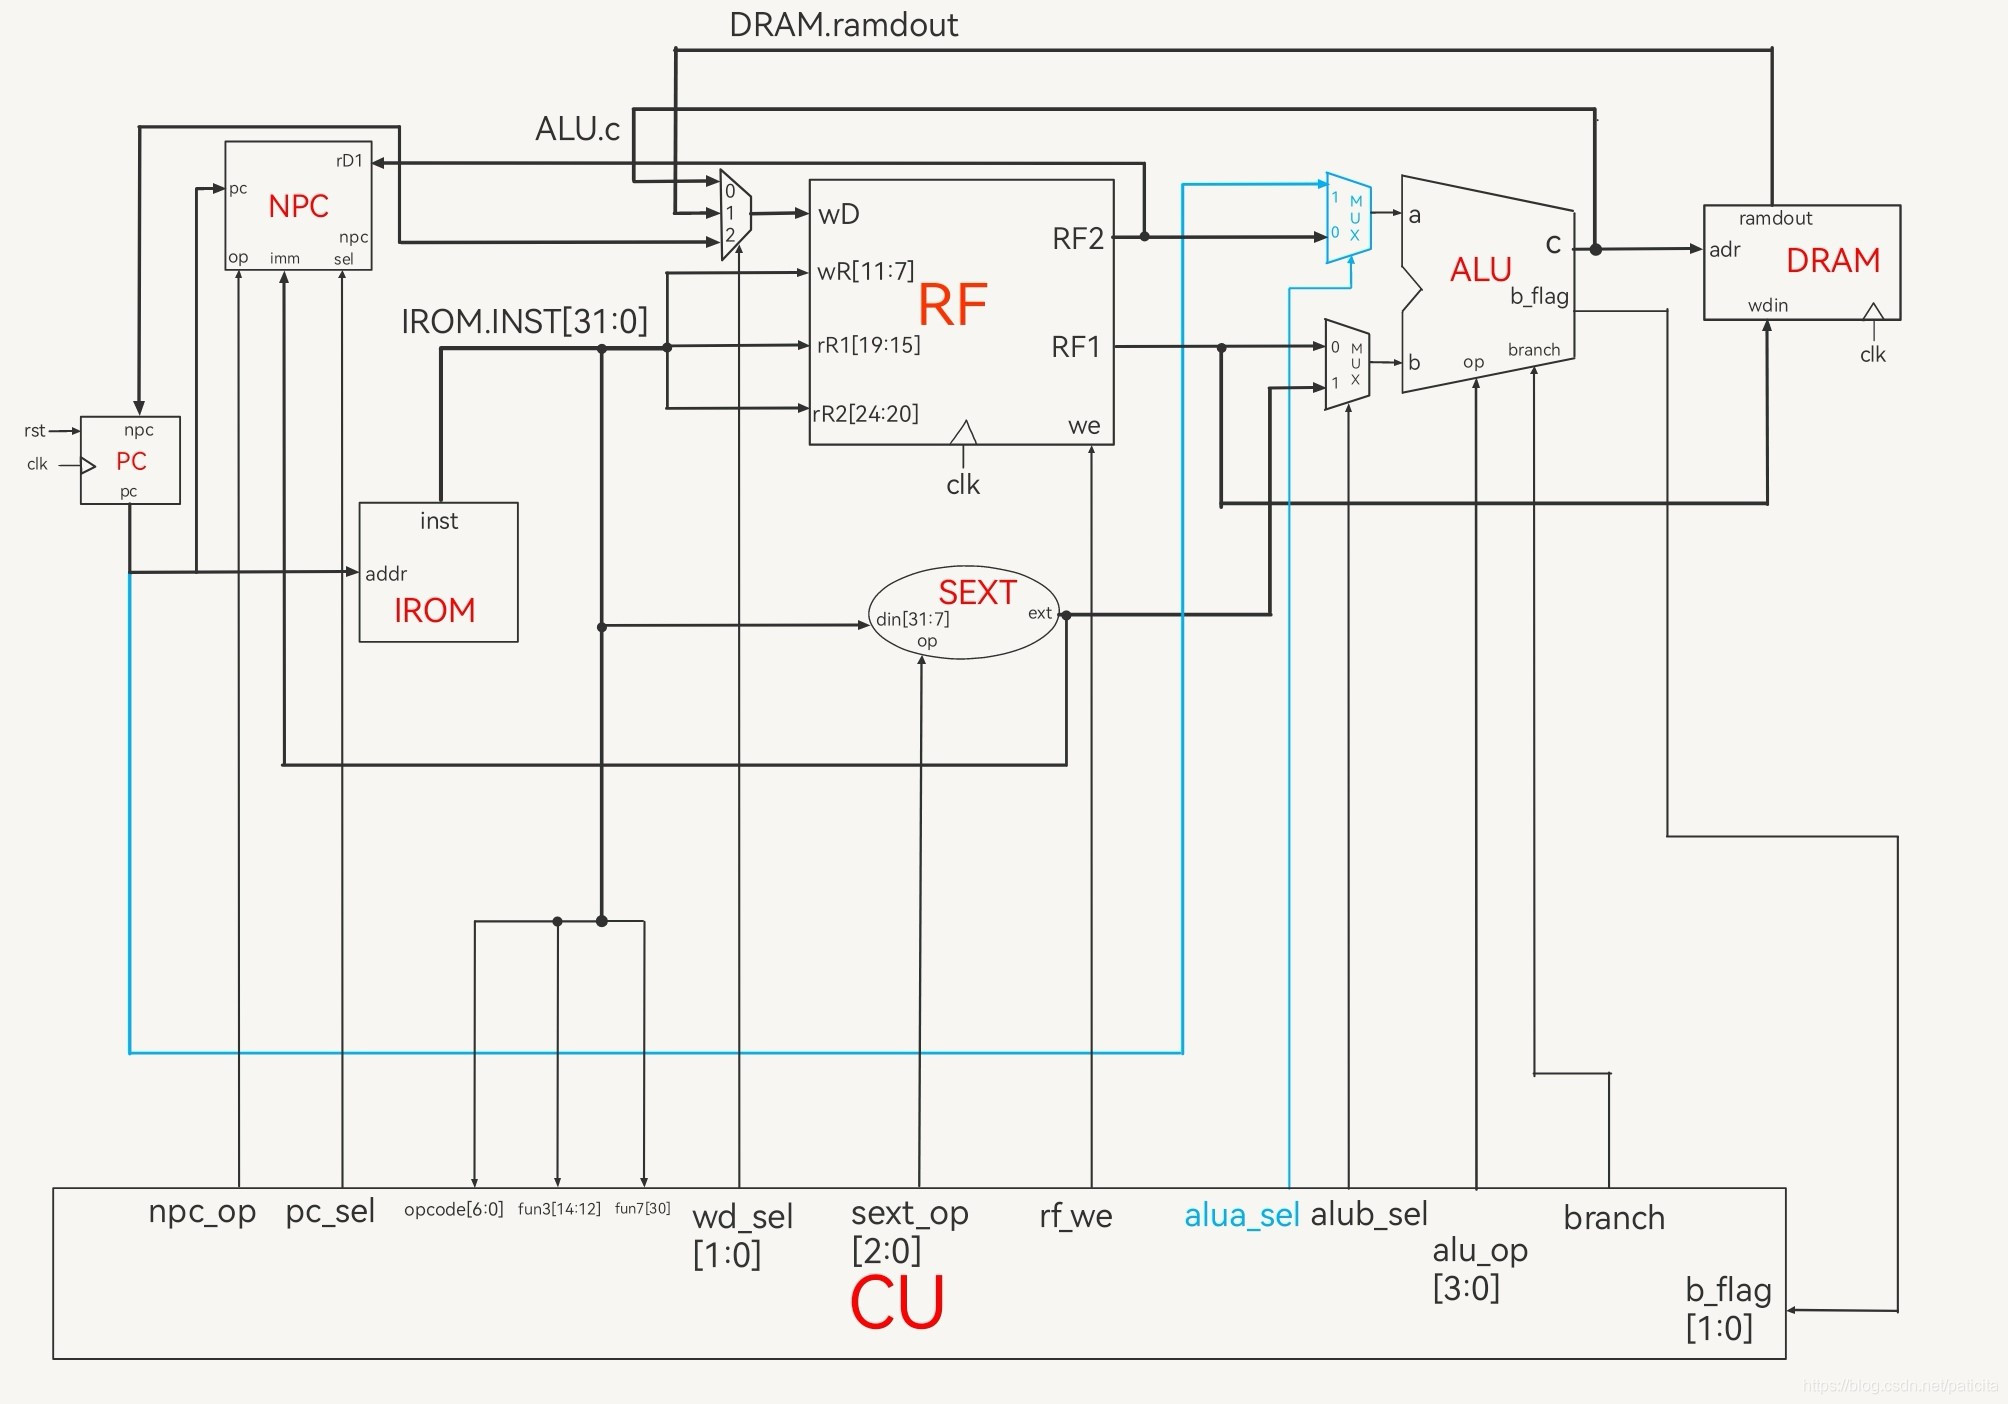 DRAM.ramdout
ALU.c
rD1
pc
NPC
npc
op
imm
sel
0
1
2
wD
wR[11:7]
RF
IROM.INST[31:0]
rR1[19:15]
rR2[24:20]
RF2
RF1
we
clk
1
0
MUX
0
1
MUX
a
b
c
ALU
b_flag
branch
op
ramdout
adr
DRAM
wdin
clk
rst
clk
npc
PC
pc
inst
addr
IROM
SEXT
din[31:7]
ext
op
npc_op
pc_sel
opcode[6:0]
fun3[14:12]
fun7[30]
wd_sel
[1:0]
sext_op
[2:0]
rf_we
alua_sel
alub_sel
alu_op
[3:0]
branch
b_flag
[1:0]
CU
https://blog.csdn.net/paticita